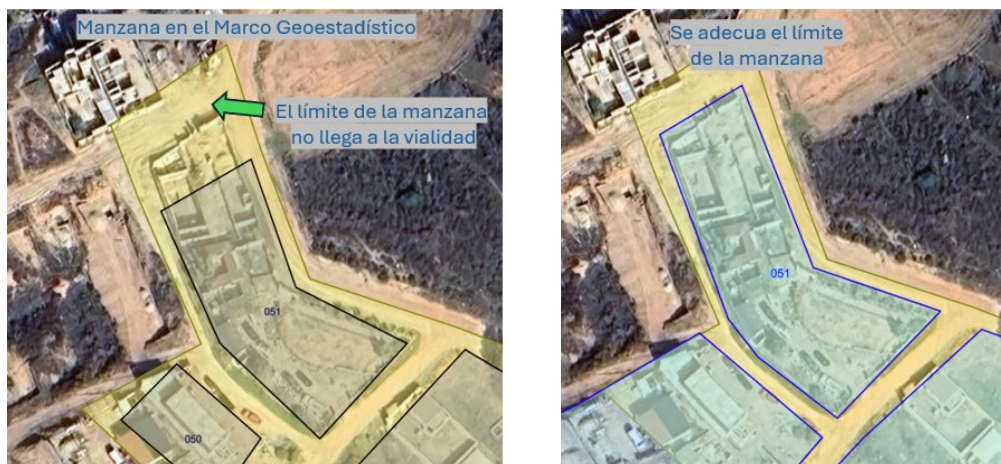 Manzana en el Marco Geoestadístico
El límite de la manzana
no llega a la vialidad
051
050
Se adecua el límite
de la manzana
051